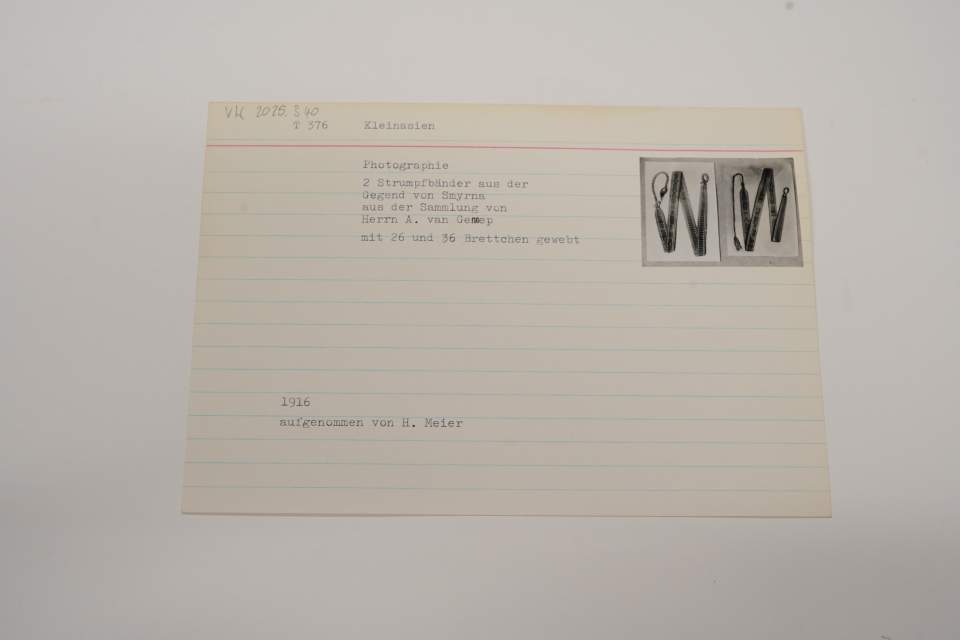 VK 2025. S 40
T 376 Kleinasien
Photographie
2 Strumpfbänder aus der
Gegend von Smyrna
aus der Sammlung von
Herrn A. van Gennep
mit 26 und 36 Brettchen gewebt
1916
aufgenommen von H. Meier